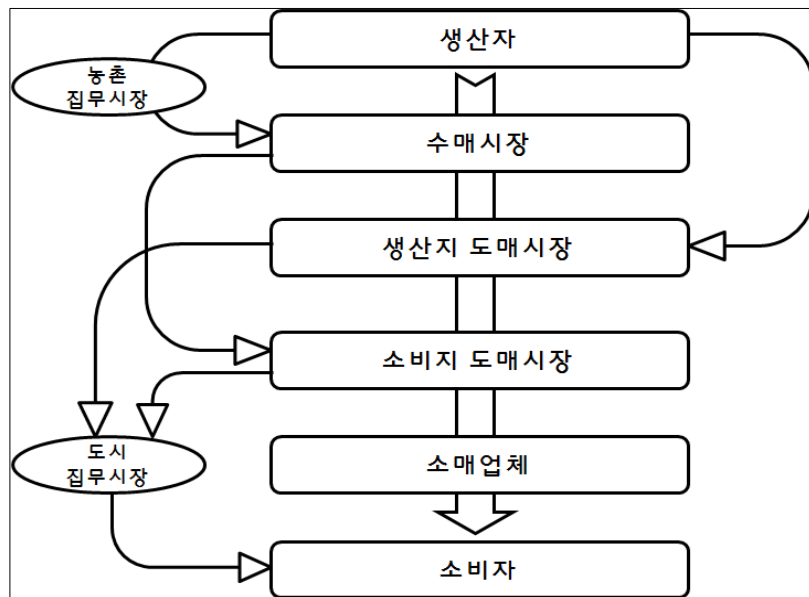 생산자
농촌
집무시장
수매시장
생산지 도매시장
소비지 도매시장
소매업체
도시
집무시장
소비자